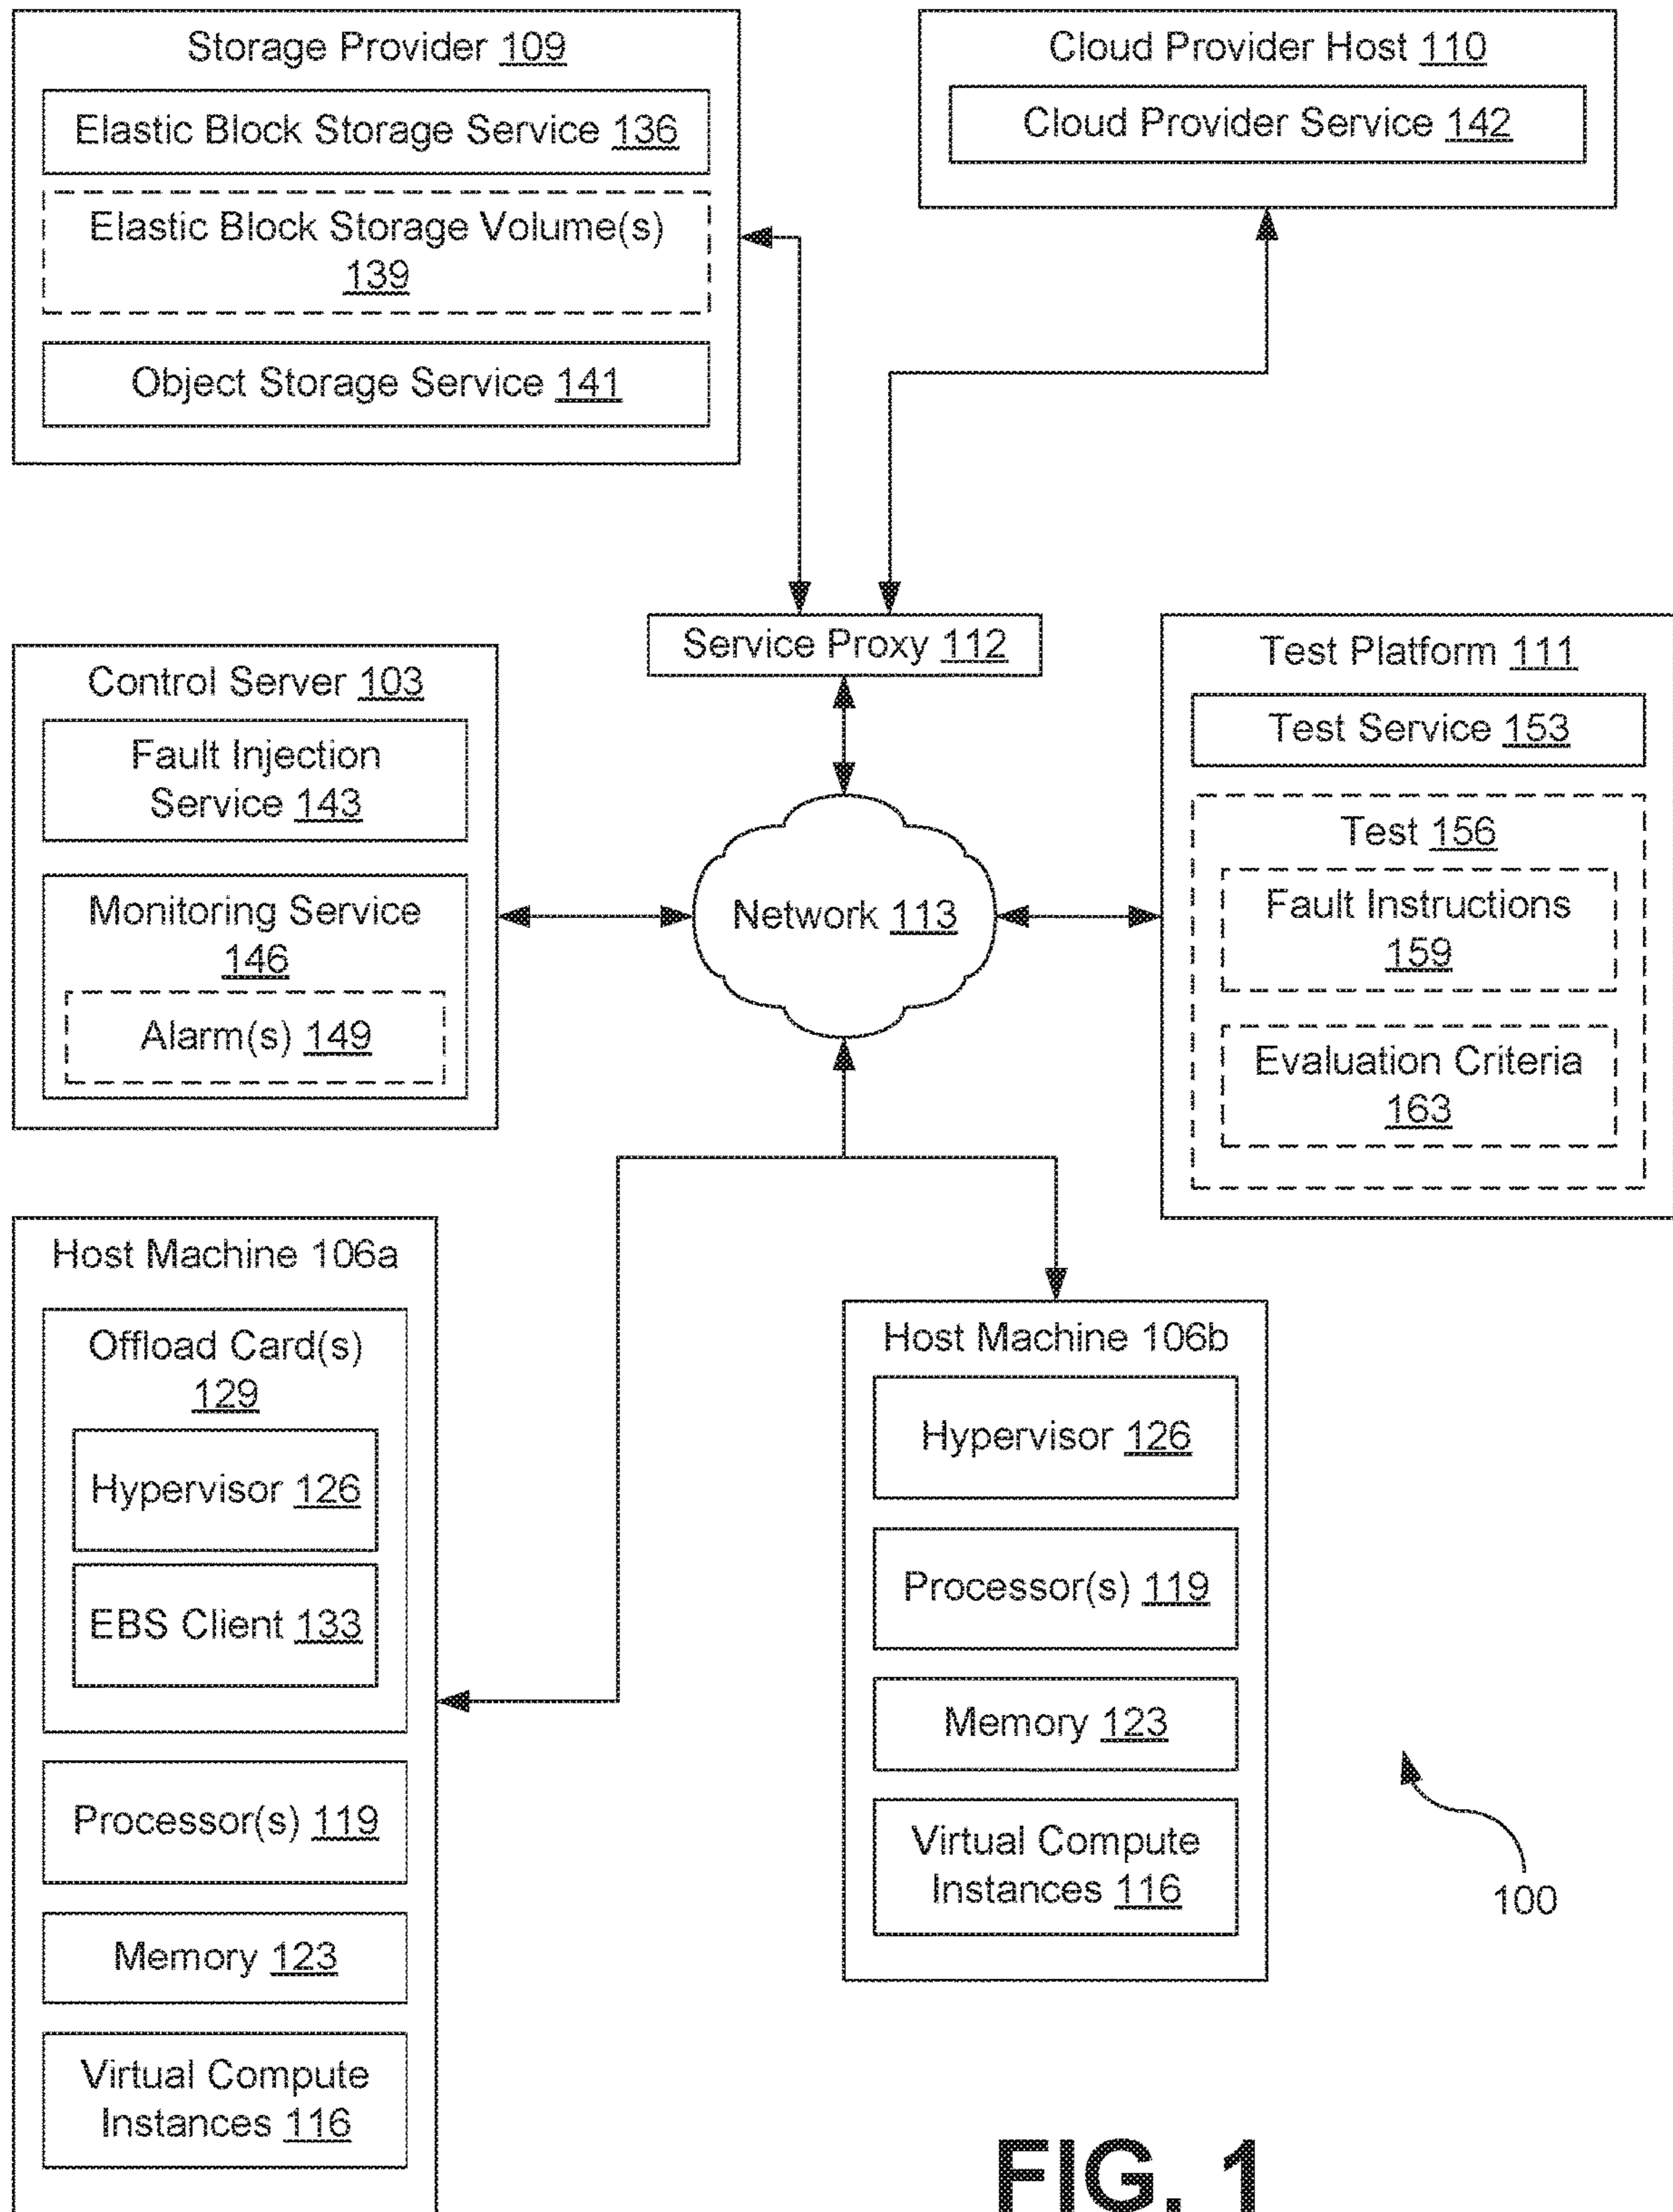 Storage Provider 109
Elastic Block Storage Service 136
Elastic Block Storage Volume(s)
139
Object Storage Service 141
Cloud Provider Host 110
Cloud Provider Service 142
Service Proxy 112
Control Server 103
Fault Injection
Service 143
Monitoring Service
146
Alarm(s) 149
Network 113
Test Platform 111
Test Service 153
Test 156
Fault Instructions
159
Evaluation Criteria
163
Host Machine 106a
Offload Card(s)
129
Hypervisor 126
EBS Client 133
Processor(s) 119
Memory 123
Virtual Compute
Instances 116
Host Machine 106b
Hypervisor 126
Processor(s) 119
Memory 123
Virtual Compute
Instances 116
100
FIG. 1